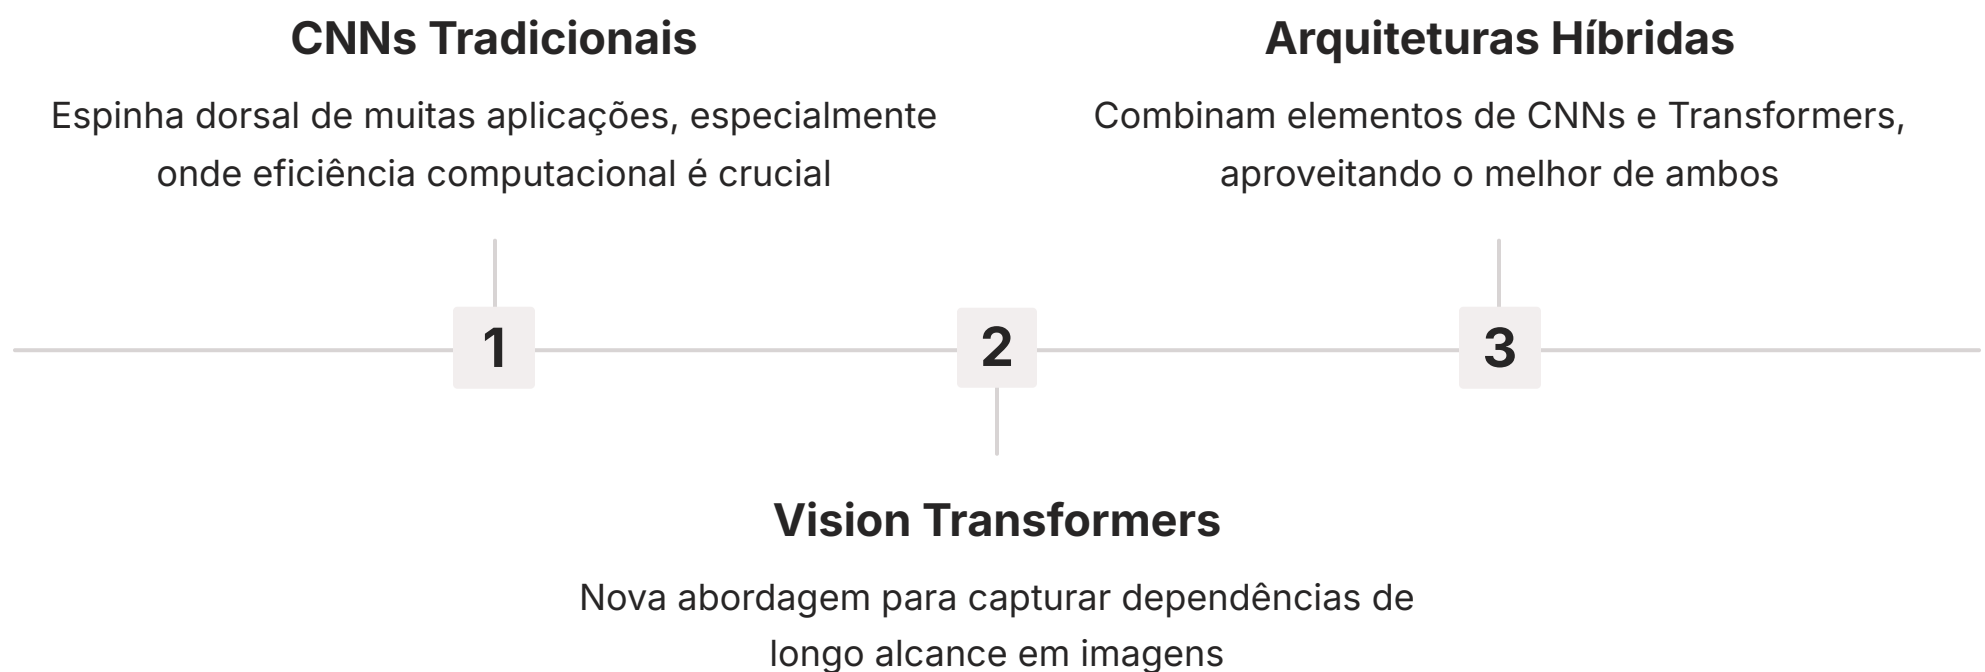 CNNs Tradicionais
Espinha dorsal de muitas aplicações, especialmente
onde eficiência computacional é crucial
Arquiteturas Híbridas
Combinam elementos de CNNs e Transformers,
aproveitando o melhor de ambos
1
2
3
Vision Transformers
Nova abordagem para capturar dependências de
longo alcance em imagens